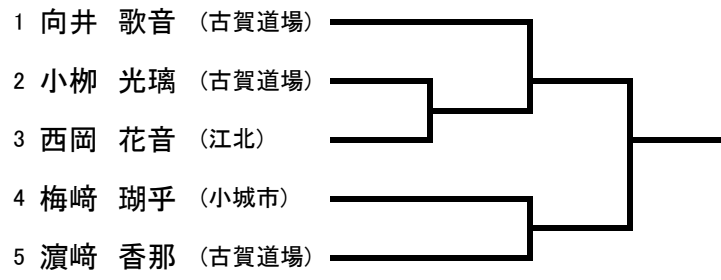 1 向井 歌音 (古賀道場)
2 小栁 光璃 (古賀道場)
3 西岡 花音 (江北)
4 梅﨑 瑚乎 (小城市)
5 濵﨑 香那 (古賀道場)